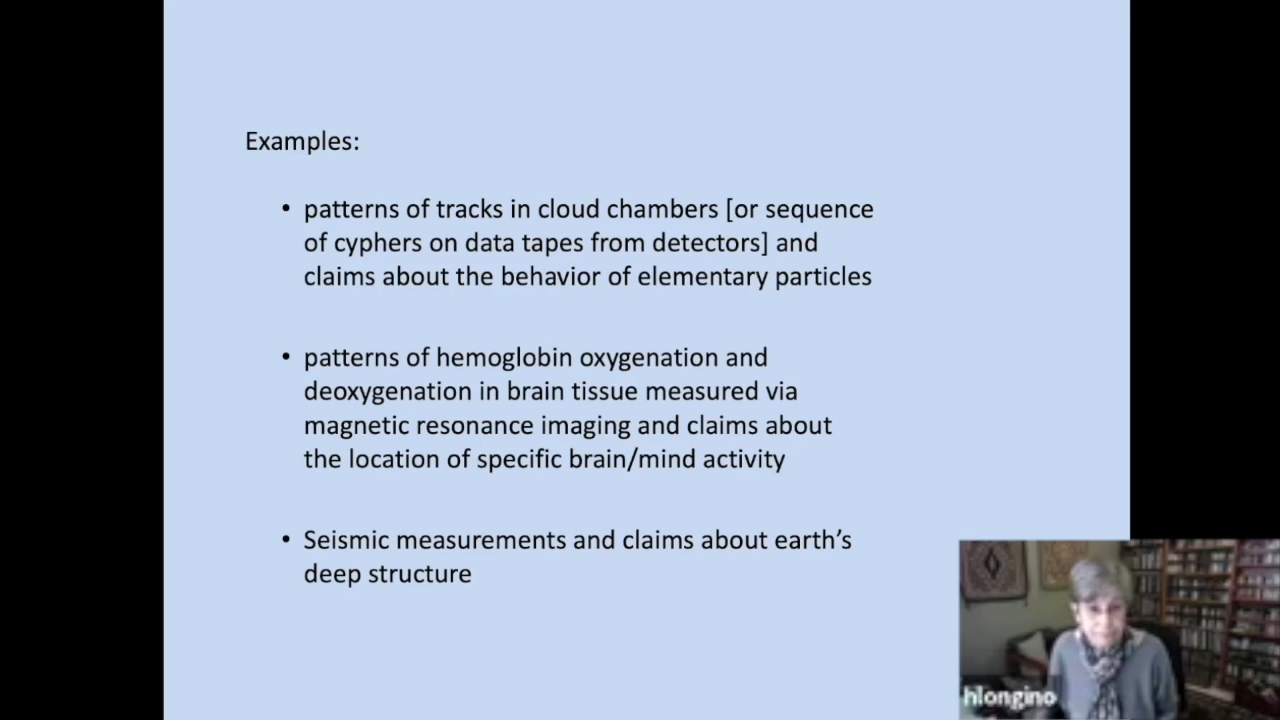 Examples:
• patterns of tracks in cloud chambers [or sequence
of cyphers on data tapes from detectors] and
claims about the behavior of elementary particles
• patterns of hemoglobin oxygenation and
deoxygenation in brain tissue measured via
magnetic resonance imaging and claims about
the location of specific brain/mind activity
• Seismic measurements and claims about earth’s
deep structure
hlongino